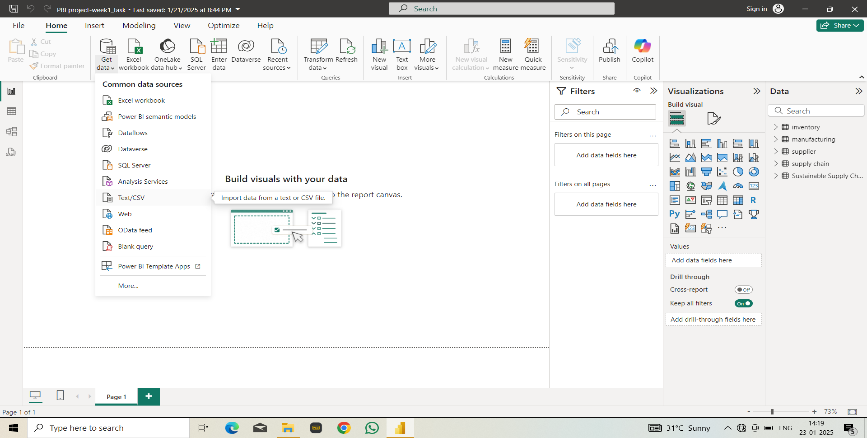 PBI project-week1_task • Last saved: 1/21/2025 at 8:44 PM
Search
Sign in
File
Home
Insert
Modeling
View
Optimize
Help
Share
Paste
Cut
Copy
Format painter
Clipboard
Get data
Excel workbook
OneLake data hub
SQL Server
Enter data
Dataverse
Recent sources
Transform data
Refresh
Queries
New visual
Text box
More visuals
Insert
New visual calculation
New measure
Quick measure
Calculations
Sensitivity
Sensitivity
Publish
Share
Copilot
Copilot
Common data sources
Excel workbook
Power BI semantic models
Dataflows
Dataverse
SQL Server
Analysis Services
Text/CSV
Web
OData feed
Blank query
Power BI Template Apps
More...
Import data from a text or CSV file.
Build visuals with your data
the report canvas.
Filters
Search
Filters on this page
Add data fields here
Filters on all pages
Add data fields here
Visualizations
Build visual
Values
Add data fields here
Drill through
Cross-report
Off
Keep all filters
On
Add drill-through fields here
Data
Search
inventory
manufacturing
supplier
supply chain
Sustainable Supply Ch...
Page 1
Page 1 of 1
73%
Type here to search
31°C Sunny
ENG
14:19
23-01-2025